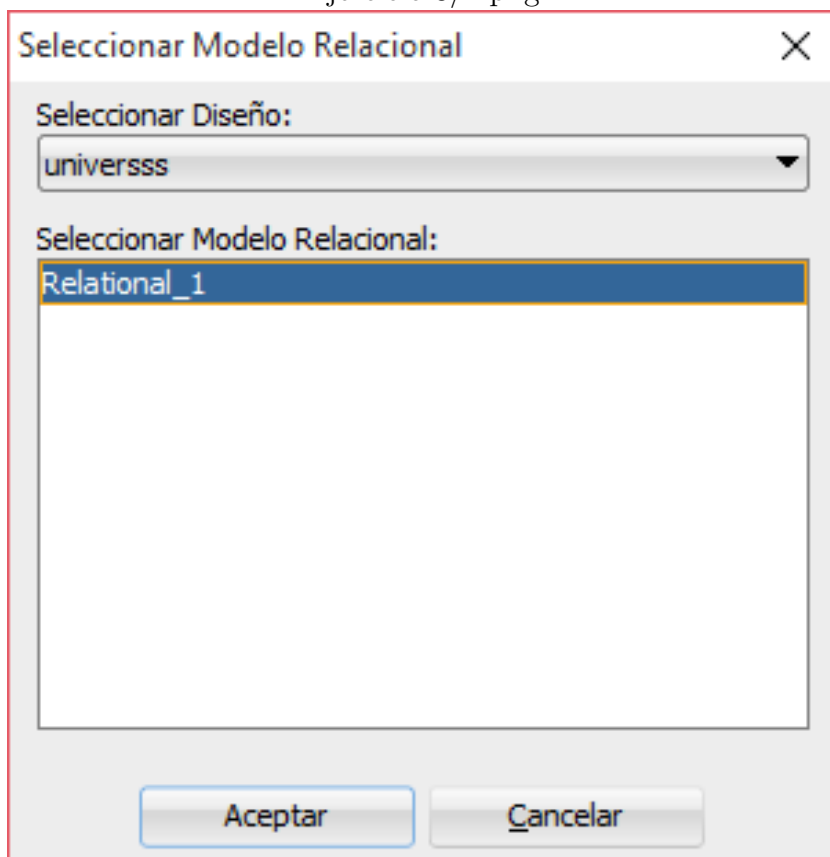 Seleccionar Modelo Relacional
Seleccionar Diseño:
universss
Seleccionar Modelo Relacional:
Relational_1
Aceptar
Cancelar